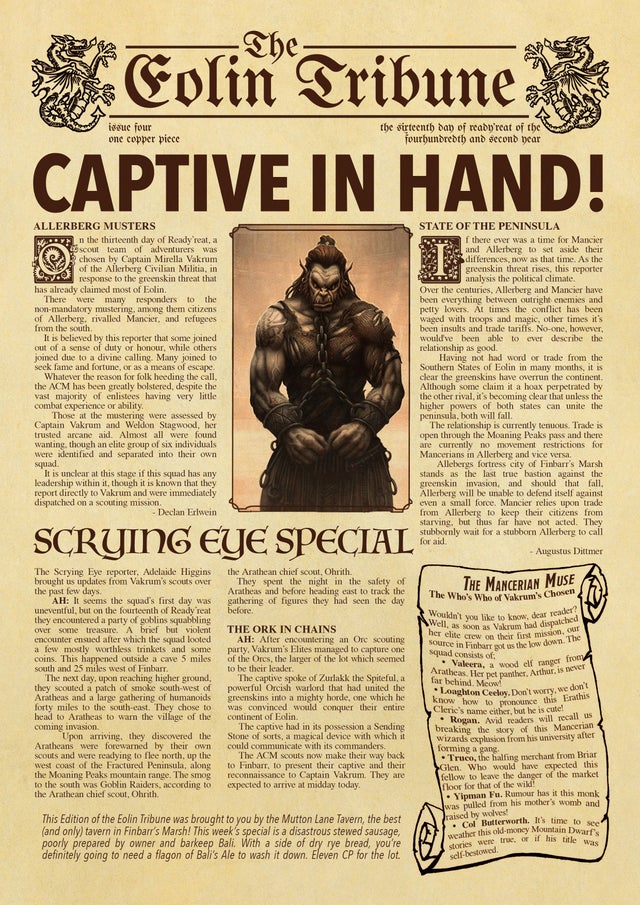 The
Eolin Tribune
issue four
one copper piece
the sixteenth day of ready'reat of the
fourhundredth and second year
CAPTIVE IN HAND!
ALLERBERG MUSTERS
On the thirteenth day of Ready'reat, a
scout team of adventurers was
chosen by Captain Mirella Vakrum
of the Allerberg Civilian Militia, in
response to the greenskin threat that
has already claimed most of Eolin.
There were many responders to the
non-mandatory mustering, among them citizens
of Allerberg, rivalled Mancier, and refugees
from the south.
It is believed by this reporter that some joined
out of a sense of duty or honour, while others
joined due to a divine calling. Many joined to
seek fame and fortune, or as a means of escape.
Whatever the reason for folk heeding the call,
the ACM has been greatly bolstered, despite the
vast majority of enlistees having very little
combat experience or ability.
Those at the mustering were assessed by
Captain Vakrum and Weldon Stagwood, her
trusted arcane aid. Almost all were found
wanting, though an elite group of six individuals
were identified and separated into their own
squad.
It is unclear at this stage if this squad has any
leadership within it, though it is known that they
report directly to Vakrum and were immediately
dispatched on a scouting mission.
- Declan Erlwein
STATE OF THE PENINSULA
If there ever was a time for Mancier
and Allerberg to set aside their
differences, now as that time. As the
greenskin threat rises, this reporter
analysis the political climate.
Over the centuries, Allerberg and Mancier have
been everything between outright enemies and
petty lovers. At times the conflict has been
waged with troops and magic, other times it's
been insults and trade tariffs. No-one, however,
would've been able to ever describe the
relationship as good.
Having not had word or trade from the
Southern States of Eolin in many months, it is
clear the greenskins have overrun the continent.
Although some claim it a hoax perpetrated by
the other rival, it's becoming clear that unless the
higher powers of both states can unite the
peninsula, both will fall.
The relationship is currently tenuous. Trade is
open through the Moaning Peaks pass and there
are currently no movement restrictions for
Mancerians in Allerberg and vice versa.
Allebergs fortress city of Finbarr's Marsh
stands as the last true bastion against the
greenskin invasion, and should that fall,
Allerberg will be unable to defend itself against
even a small force. Mancier relies upon trade
from Allerberg to keep their citizens from
starving, but thus far have not acted. They
stubbornly wait for a stubborn Allerberg to call
for aid.
- Augustus Dittmer
SCRYING EYE SPECIAL
The Scrying Eye reporter, Adelaide Higgins
brought us updates from Vakrum's scouts over
the past few days.
AH: It seems the squad's first day was
uneventful, but on the fourteenth of Ready'reat
they encountered a party of goblins squabbling
over some treasure. A brief but violent
encounter ensued after which the squad looted
a few mostly worthless trinkets and some
coins. This happened outside a cave 5 miles
south and 25 miles west of Finbarr.
The next day, upon reaching higher ground,
they scouted a patch of smoke south-west of
Aratheas and a large gathering of humanoids
forty miles to the south-east. They chose to
head to Aratheas to warn the village of the
coming invasion.
Upon arriving, they discovered the
Aratheans were forewarned by their own
scouts and were readying to flee north, up the
west coast of the Fractured Peninsula, along
the Moaning Peaks mountain range. The smog
to the south was Goblin Raiders, according to
the Arathean chief scout, Ohrith.
the Arathean chief scout, Ohrith.
They spent the night in the safety of
Aratheas and before heading east to track the
gathering of figures they had seen the day
before.
THE ORK IN CHAINS
AH: After encountering an Orc scouting
party, Vakrum's Elites managed to capture one
of the Orcs, the larger of the lot which seemed
to be their leader.
The captive spoke of Zurlakk the Spiteful, a
powerful Orcish warlord that had united the
greenskins into a mighty horde, one which he
was convinced would conquer their entire
continent of Eolin.
The captive had in its possession a Sending
Stone of sorts, a magical device with which it
could communicate with its commanders.
The ACM scouts now make their way back
to Finbarr, to present their captive and their
reconnaissance to Captain Vakrum. They are
expected to arrive at midday today.
The Mancerian Muse
The Who's Who of Vakrum's Chosen
Wouldn't you like to know, dear reader?
Well, as soon as Vakrum had dispatched
her elite crew on their first mission, our
source in Finbarr got us the low down. The
squad consists of;
• Valeera, a wood elf ranger from
Aratheas. Her pet panther, Arthur, is never
far behind. Meow!
• Loaghton Ceeloy. Don't worry, we don't
know how to pronounce this Erathis
Cleric's name either, but he is cute!
• Rogan. Avid readers will recall us
breaking the story of this Mancerian
wizards explosion from his university after
forming a gang.
• Truco, the halfling merchant from Briar
Glen. Who would have expected this
fellow to leave the danger of the market
floor for that of the wild!
• Yipman Fu. Rumour has it this monk
was pulled from his mother's womb and
raised by wolves!
• Col Butterworth. It's time to see
weather this old-money Mountain Dwarf's
stories were true, or if his title was
self-bestowed.
This Edition of the Eolin Tribune was brought to you by the Mutton Lane Tavern, the best
(and only) tavern in Finbarr's Marsh! This week's special is a disastrous stewed sausage,
poorly prepared by owner and barkeep Bali. With a side of dry rye bread, you're
definitely going to need a flagon of Bali's Ale to wash it down. Eleven CP for the lot.